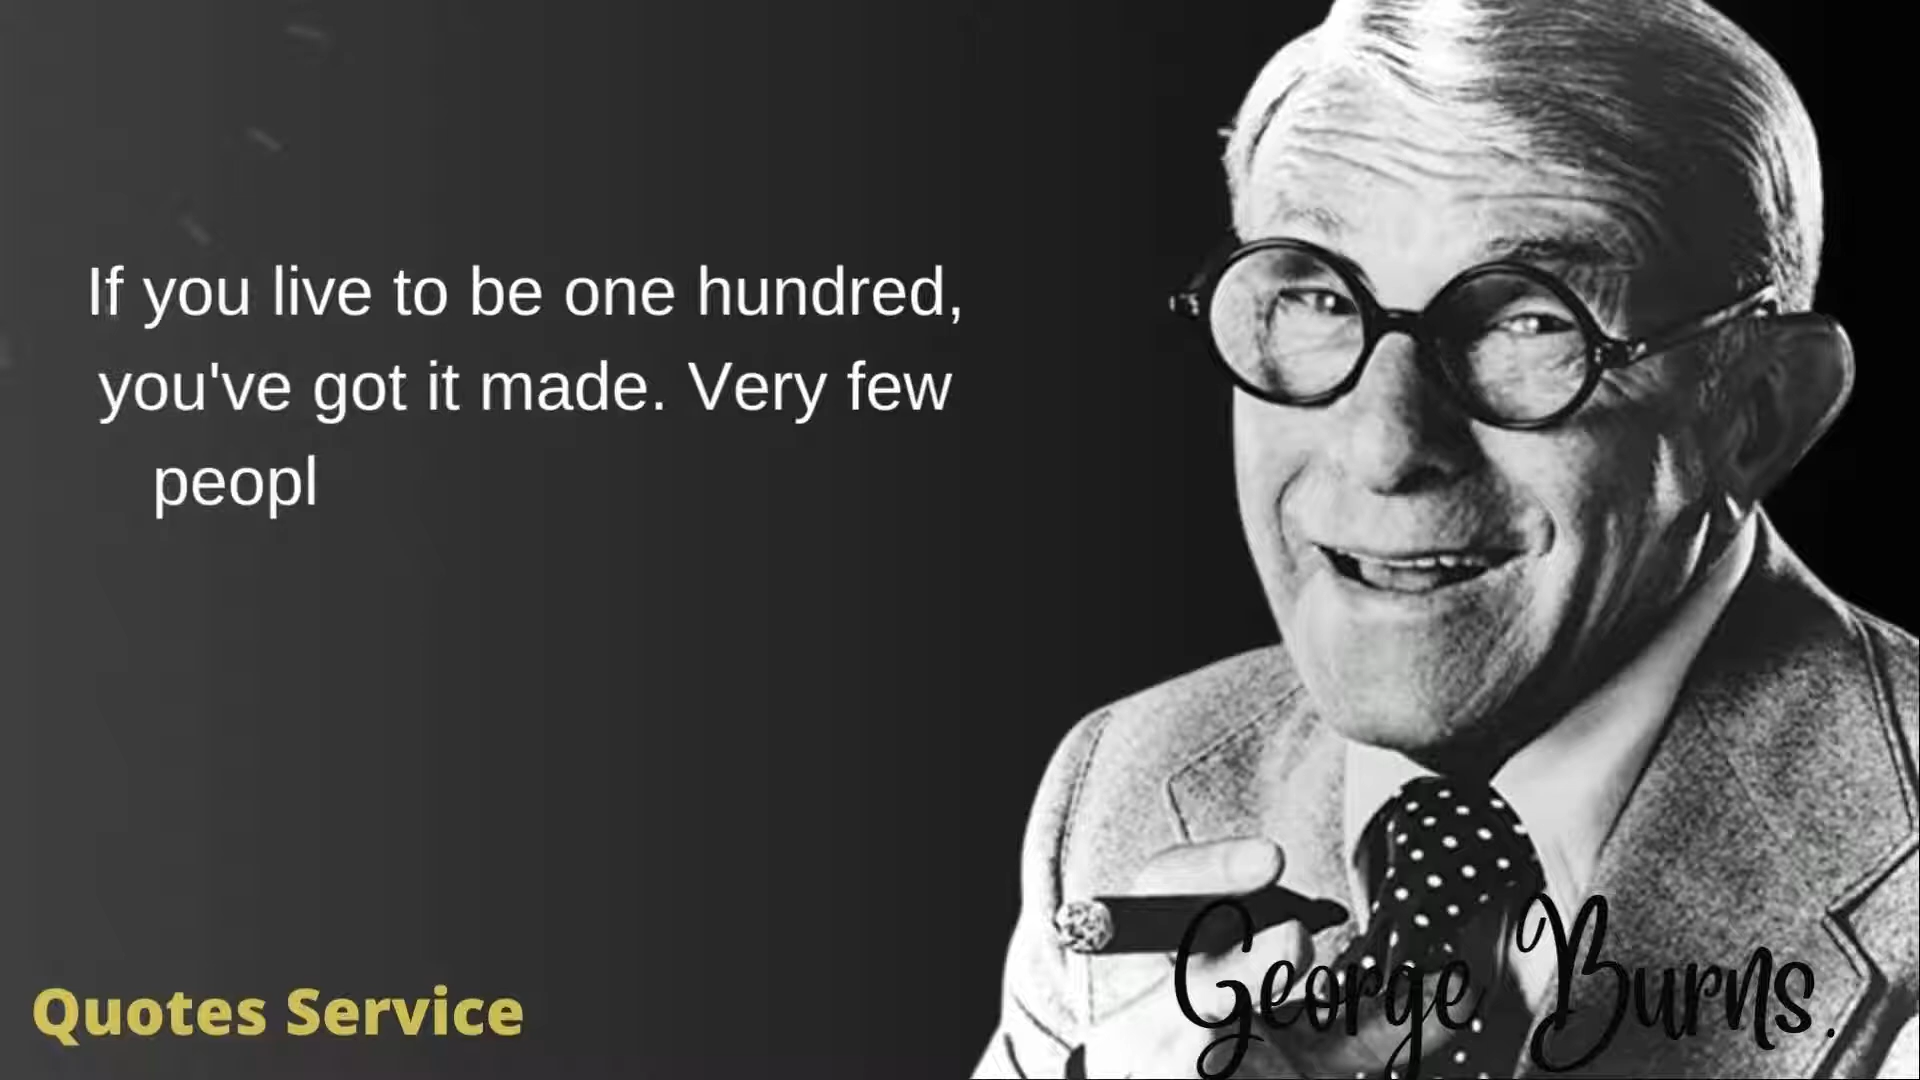 If you live to be one hundred,
you've got it made. Very few
peopl
George Burns.
Quotes Service